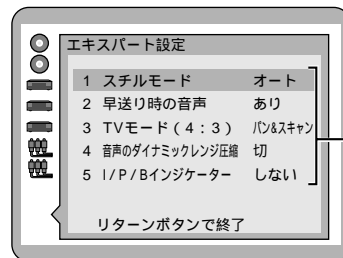 エキスパート設定
1 スチルモード オート
2 早送り時の音声 あり
3 TVモード(4:3) パン&スキャン
4 音声のダイナミックレンジ圧縮 切
5 I/P/Bインジケーター しない
リターンボタンで終了